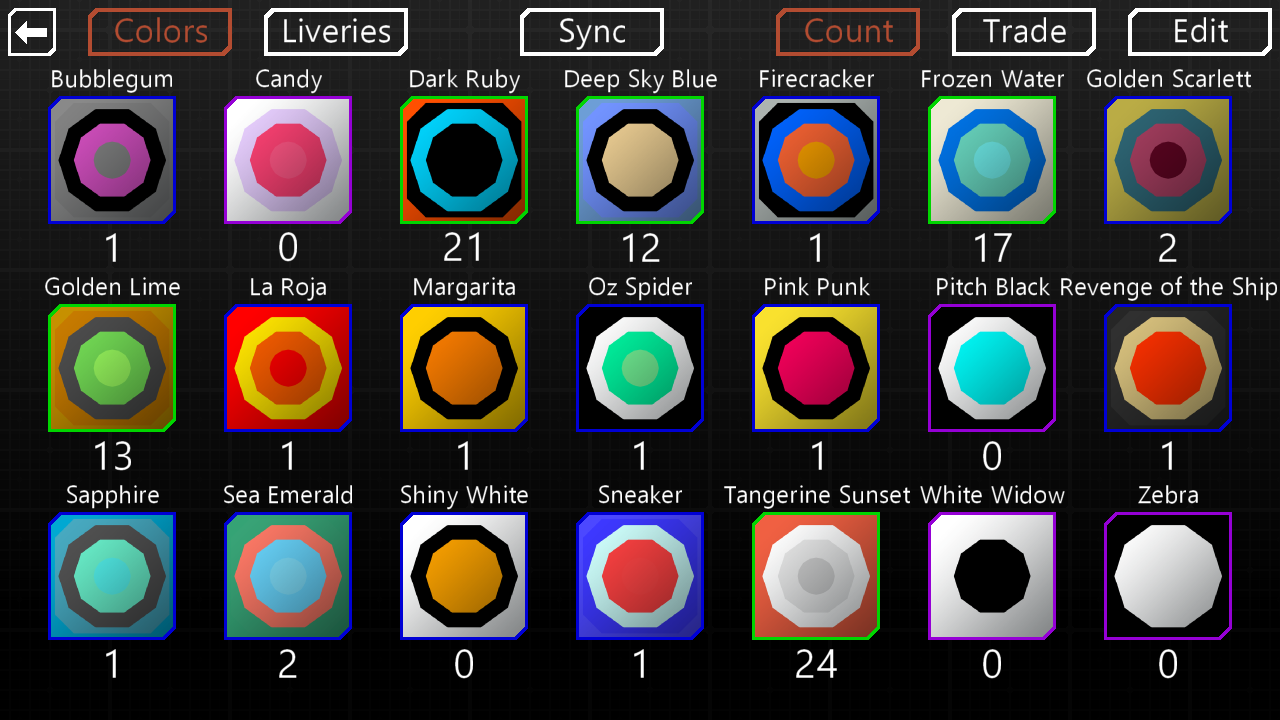 Colors Liveries Sync Count Trade Edit
Bubblegum Candy Dark Ruby Deep Sky Blue Firecracker Frozen Water Golden Scarlett
1 0 21 12 1 17 2
Golden Lime La Roja Margarita Oz Spider Pink Punk Pitch Black Revenge of the Ship
13 1 1 1 1 0 1
Sapphire Sea Emerald Shiny White Sneaker Tangerine Sunset White Widow Zebra
1 2 0 1 24 0 0